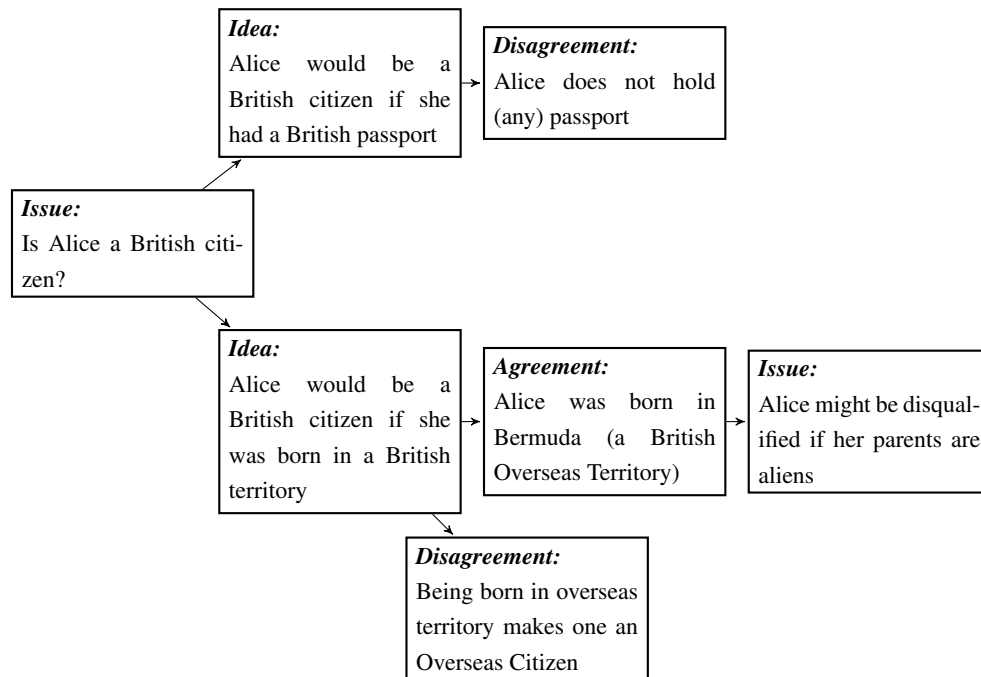 Idea:
Alice would be a
British citizen if she
had a British passport
Disagreement:
Alice does not hold
(any) passport
Issue:
Is Alice a British citi-
zen?
Idea:
Alice would be a
British citizen if she
was born in a British
territory
Agreement:
Alice was born in
Bermuda (a British
Overseas Territory)
Issue:
Alice might be disqual-
ified if her parents are
aliens
Disagreement:
Being born in overseas
territory makes one an
Overseas Citizen